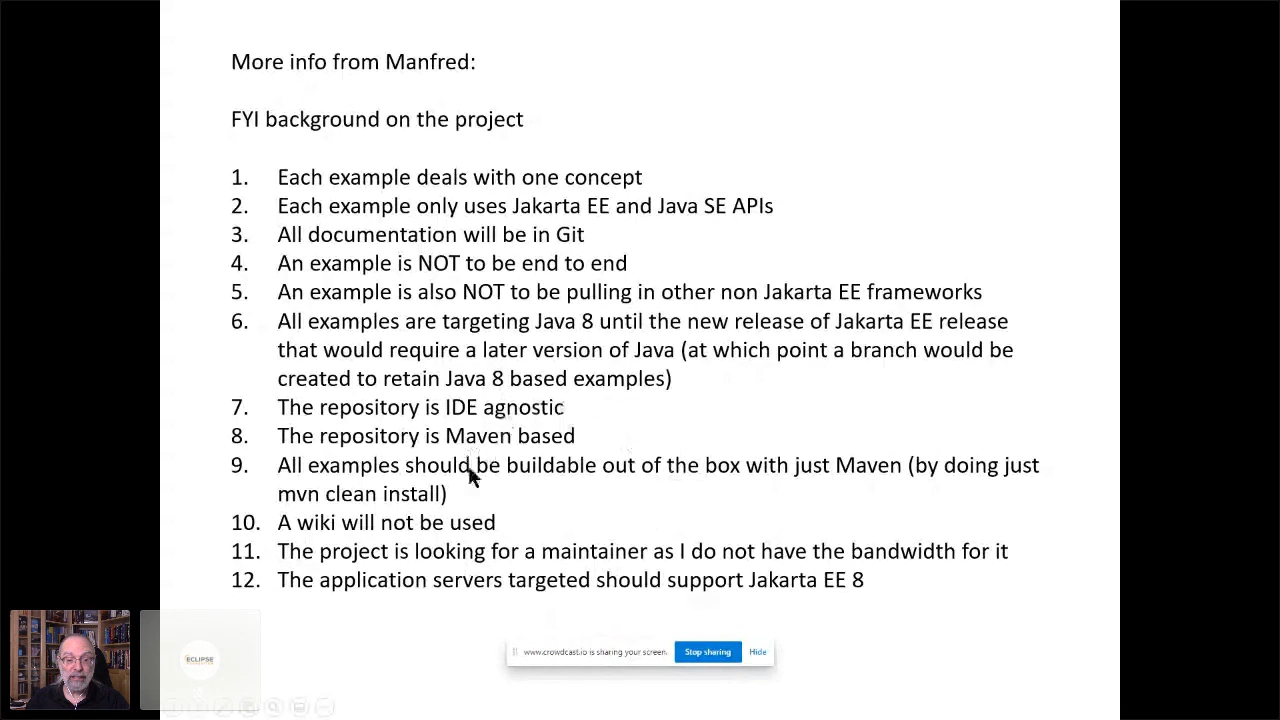 More info from Manfred:
FYI background on the project
1. Each example deals with one concept
2. Each example only uses Jakarta EE and Java SE APIs
3. All documentation will be in Git
4. An example is NOT to be end to end
5. An example is also NOT to be pulling in other non Jakarta EE frameworks
6. All examples are targeting Java 8 until the new release of Jakarta EE release
that would require a later version of Java (at which point a branch would be
created to retain Java 8 based examples)
7. The repository is IDE agnostic
8. The repository is Maven based
9. All examples should be buildable out of the box with just Maven (by doing just
mvn clean install)
10. A wiki will not be used
11. The project is looking for a maintainer as I do not have the bandwidth for it
12. The application servers targeted should support Jakarta EE 8
www.crowdcast.io is sharing your screen. Stop sharing Hide
ECLIPSE